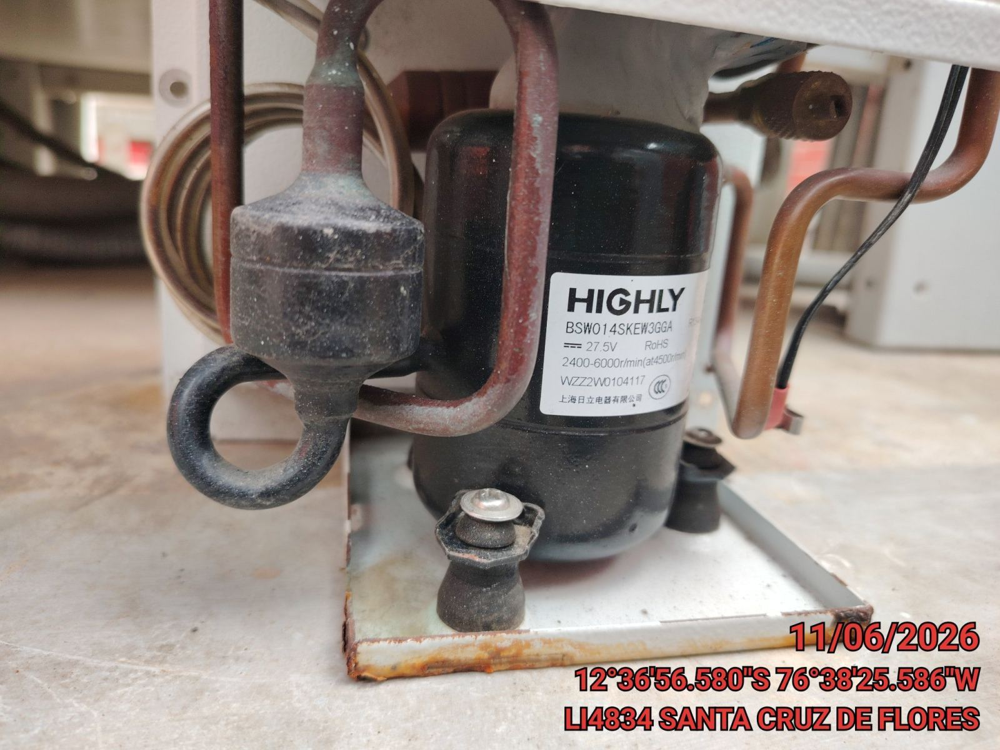 HIGHLY
BSW014SKEW3GGA
27.5V RoHS
2400-6000r/min(at4500r/min)
WZZ2W0104117
上海日立电器有限公司
11/06/2026
12°36'56.580"S 76°38'25.586"W
LI4834 SANTA CRUZ DE FLORES